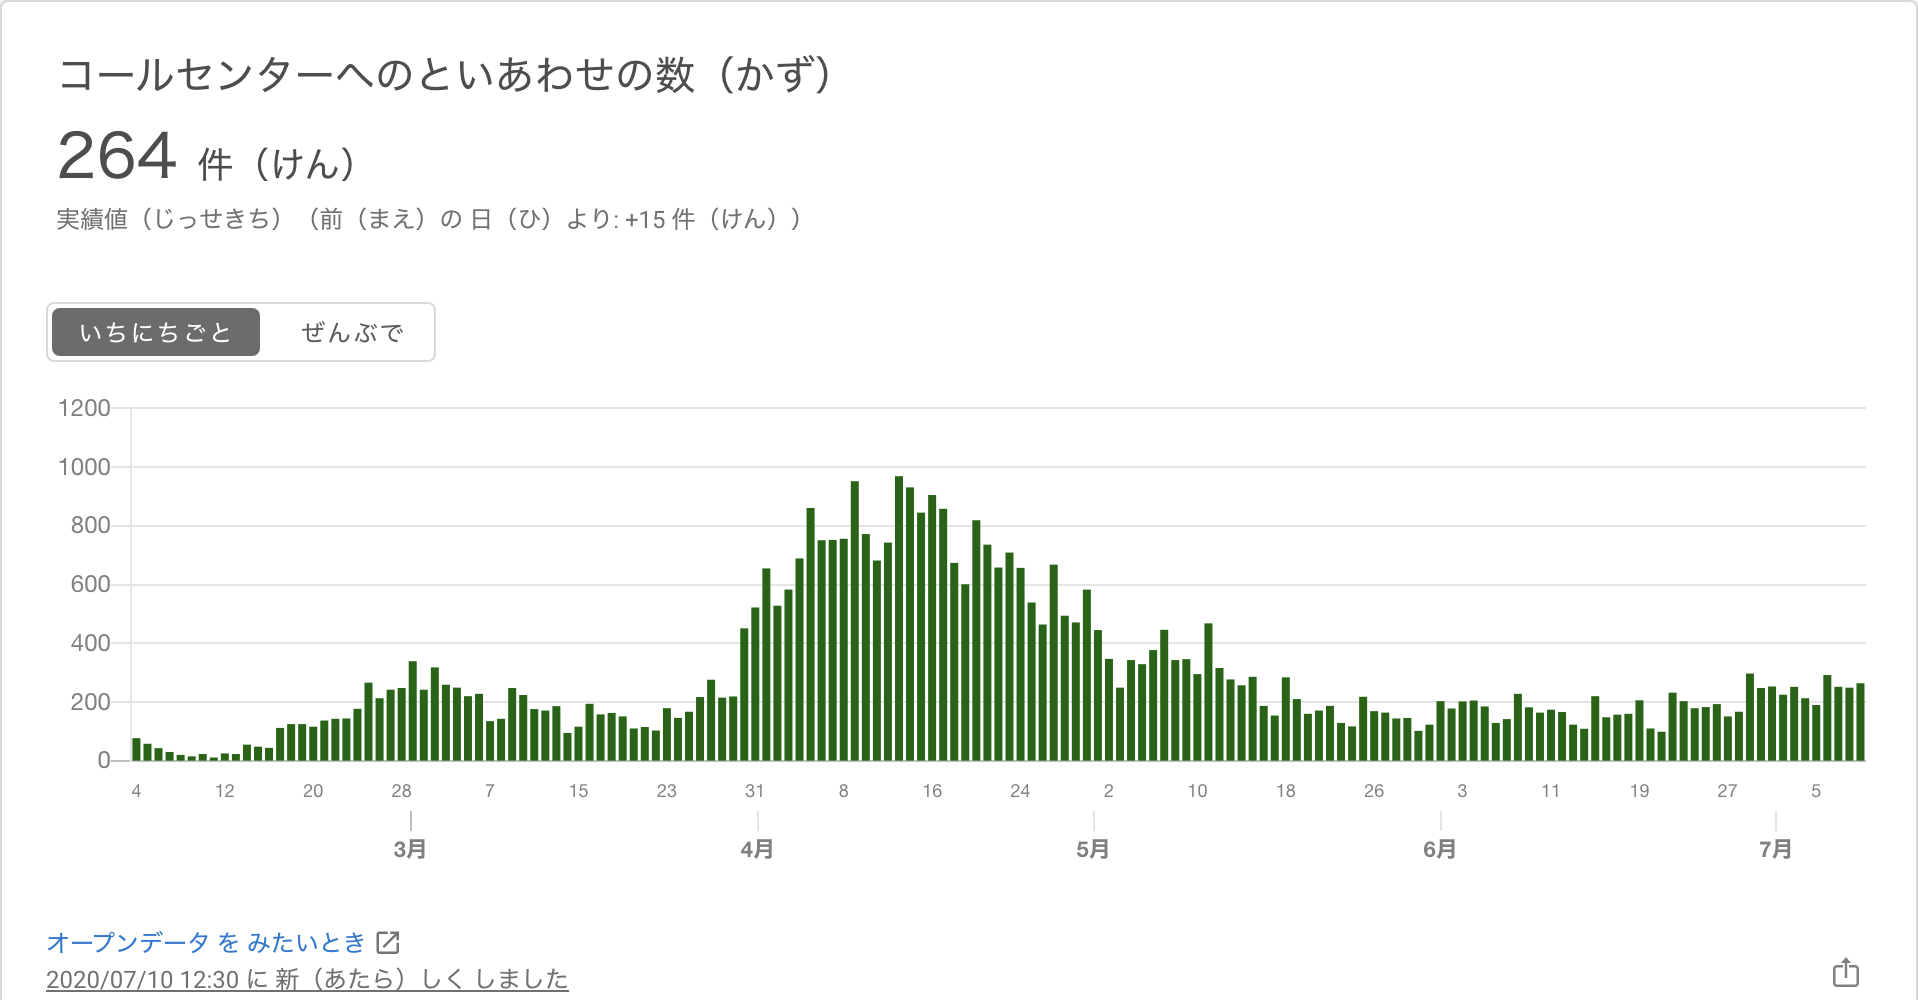 コールセンターへのといあわせの数（かず）
264 件（けん）
実績値（じっせきち）（前（まえ）の 日（ひ）より: +15 件（けん））
いちにちごと ぜんぶで
1200
1000
800
600
400
200
0
4 12 20 28 7 15 23 31 8 16 24 2 10 18 26 3 11 19 27 5
3月 4月 5月 6月 7月
オープンデータ を みたいとき
2020/07/10 12:30 に 新（あたら）しく しました